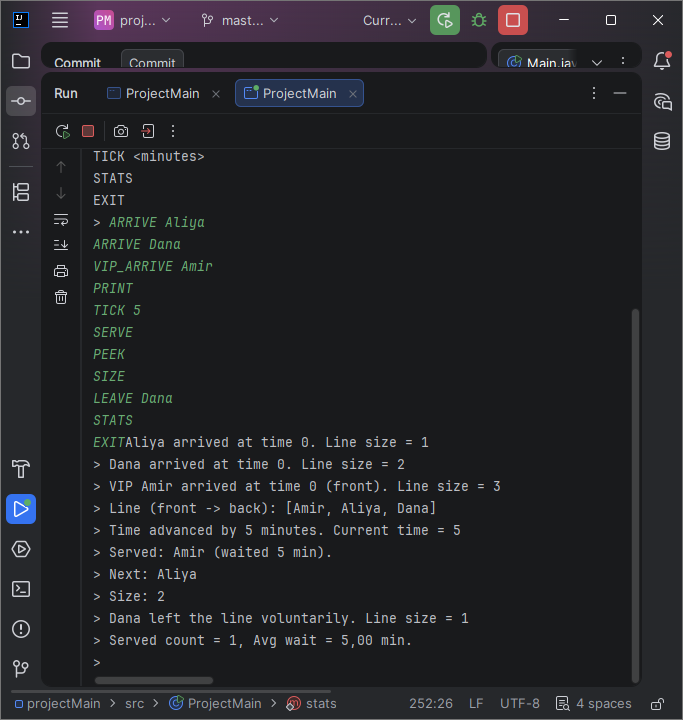 PM proj...
mast...
Curr...
Commit
Commit
Main.jav
Run
ProjectMain
ProjectMain
TICK <minutes>
STATS
EXIT
> ARRIVE Aliya
ARRIVE Dana
VIP_ARRIVE Amir
PRINT
TICK 5
SERVE
PEEK
SIZE
LEAVE Dana
STATS
EXITAliya arrived at time 0. Line size = 1
> Dana arrived at time 0. Line size = 2
> VIP Amir arrived at time 0 (front). Line size = 3
> Line (front -> back): [Amir, Aliya, Dana]
> Time advanced by 5 minutes. Current time = 5
> Served: Amir (waited 5 min).
> Next: Aliya
> Size: 2
> Dana left the line voluntarily. Line size = 1
> Served count = 1, Avg wait = 5,00 min.
>
projectMain > src > ProjectMain > stats
252:26 LF UTF-8 4 spaces